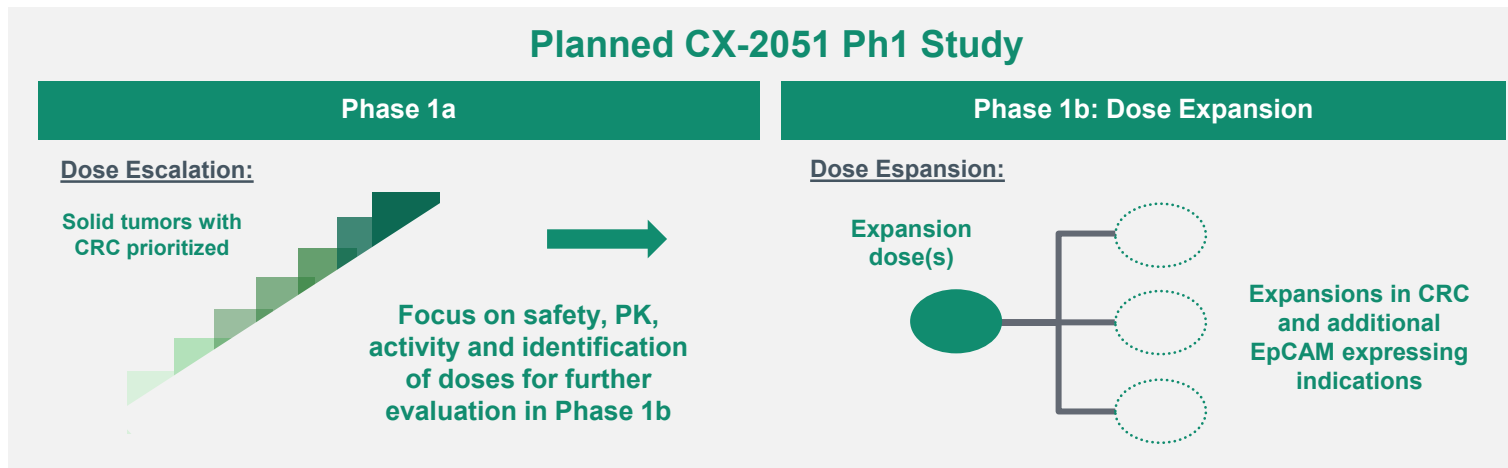 Planned CX-2051 Ph1 Study
Phase 1a
Dose Escalation:
Solid tumors with
CRC prioritized
Focus on safety, PK,
activity and identification
of doses for further
evaluation in Phase 1b
Phase 1b: Dose Expansion
Dose Espansion:
Expansion
dose(s)
Expansions in CRC
and additional
EpCAM expressing
indications